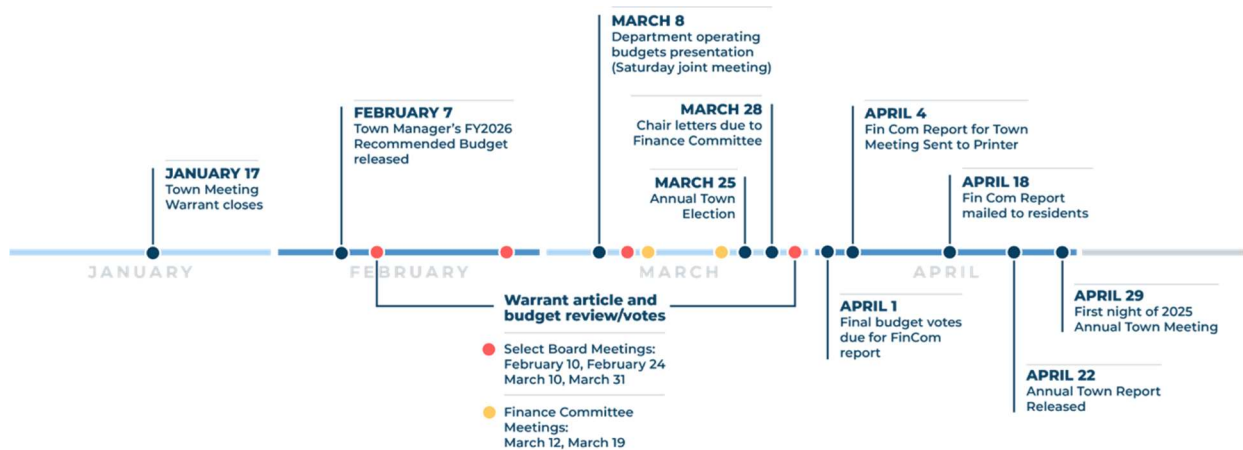 MARCH 8
Department operating
budgets presentation
(Saturday joint meeting)
FEBRUARY 7
Town Manager's FY2026
Recommended Budget
released
MARCH 28
Chair letters due to
Finance Committee
APRIL 4
Fin Com Report for Town
Meeting Sent to Printer
JANUARY 17
Town Meeting
Warrant closes
MARCH 25
Annual Town
Election
APRIL 18
Fin Com Report
mailed to residents
JANUARY
FEBRUARY
MARCH
APRIL
Warrant article and
budget review/votes
Select Board Meetings:
February 10, February 24
March 10, March 31
Finance Committee
Meetings:
March 12, March 19
APRIL 1
Final budget votes
due for FinCom
report
APRIL 29
First night of 2025
Annual Town Meeting
APRIL 22
Annual Town Report
Released